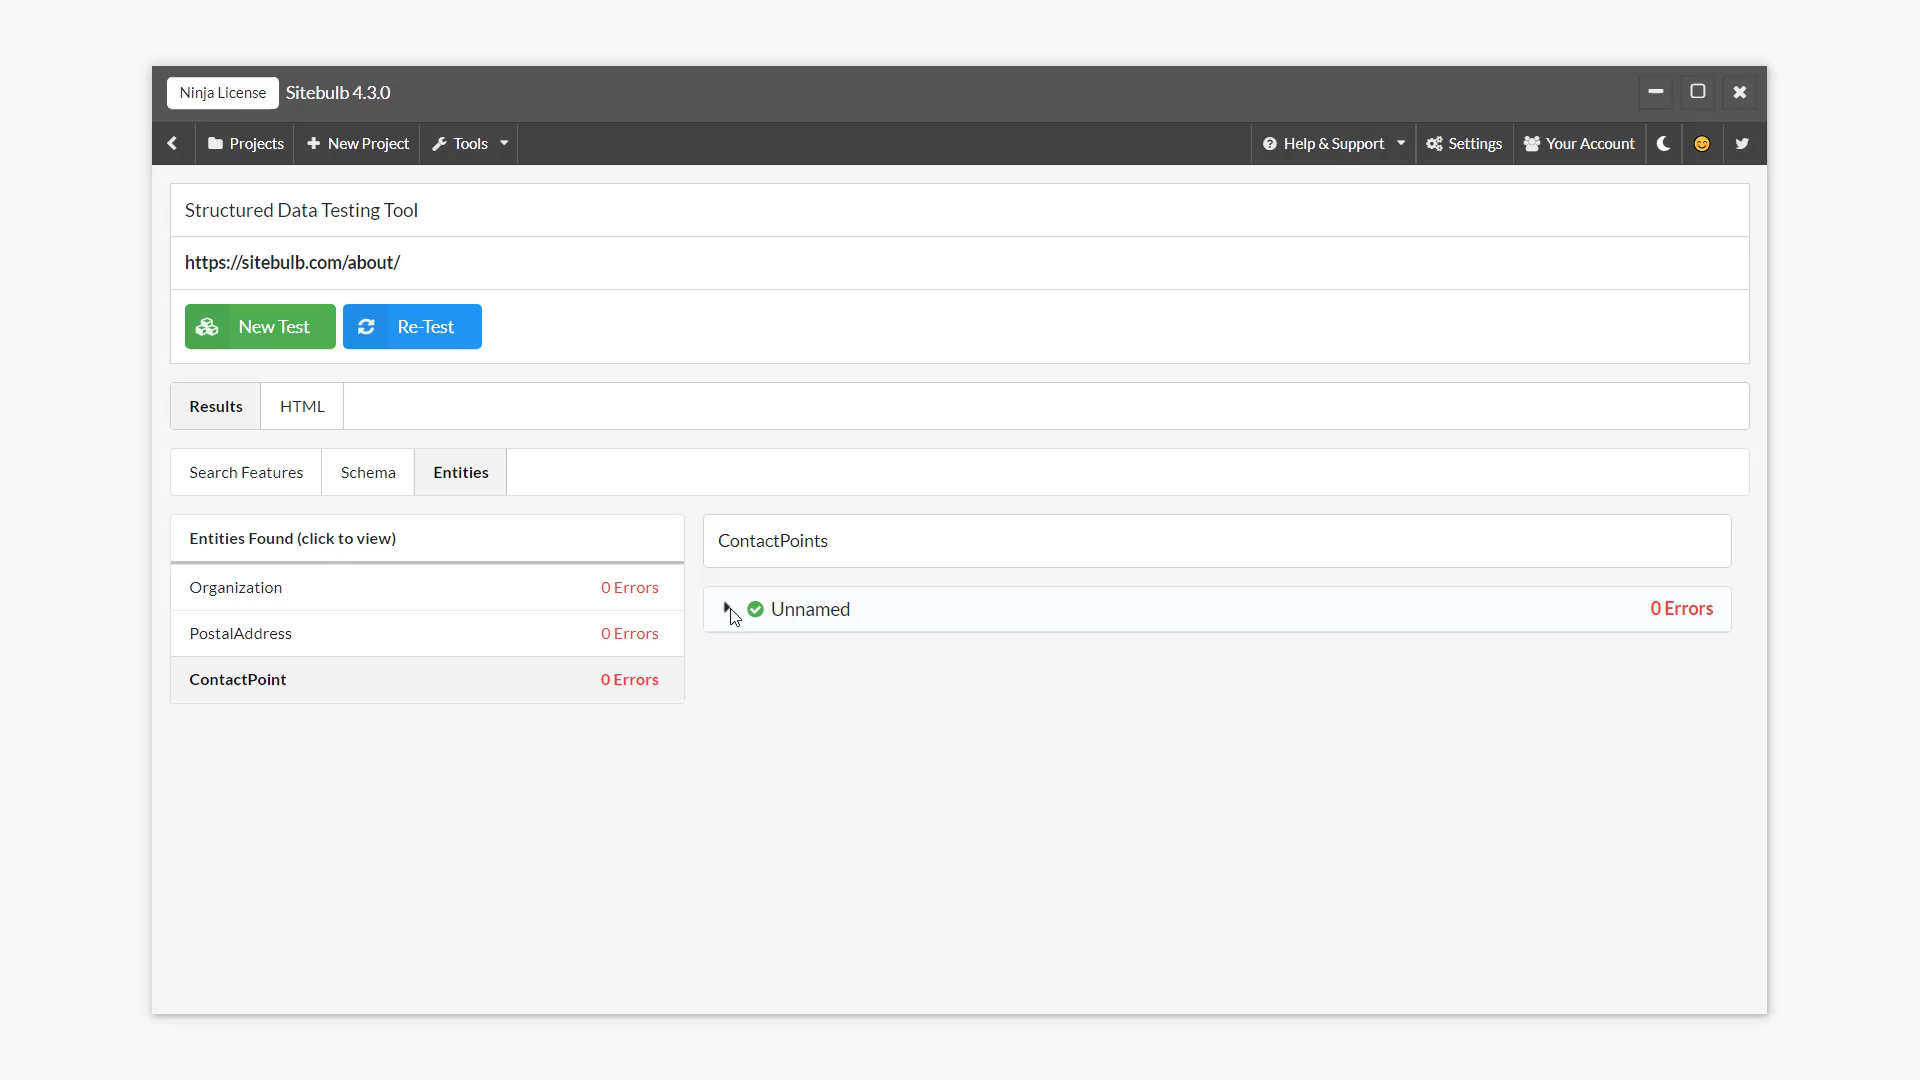 Ninja License Sitebulb 4.3.0
Projects New Project Tools Help & Support Settings Your Account
Structured Data Testing Tool
https://sitebulb.com/about/
New Test Re-Test
Results HTML
Search Features Schema Entities
Entities Found (click to view)
Organization 0 Errors
PostalAddress 0 Errors
ContactPoint 0 Errors
ContactPoints
Unnamed 0 Errors